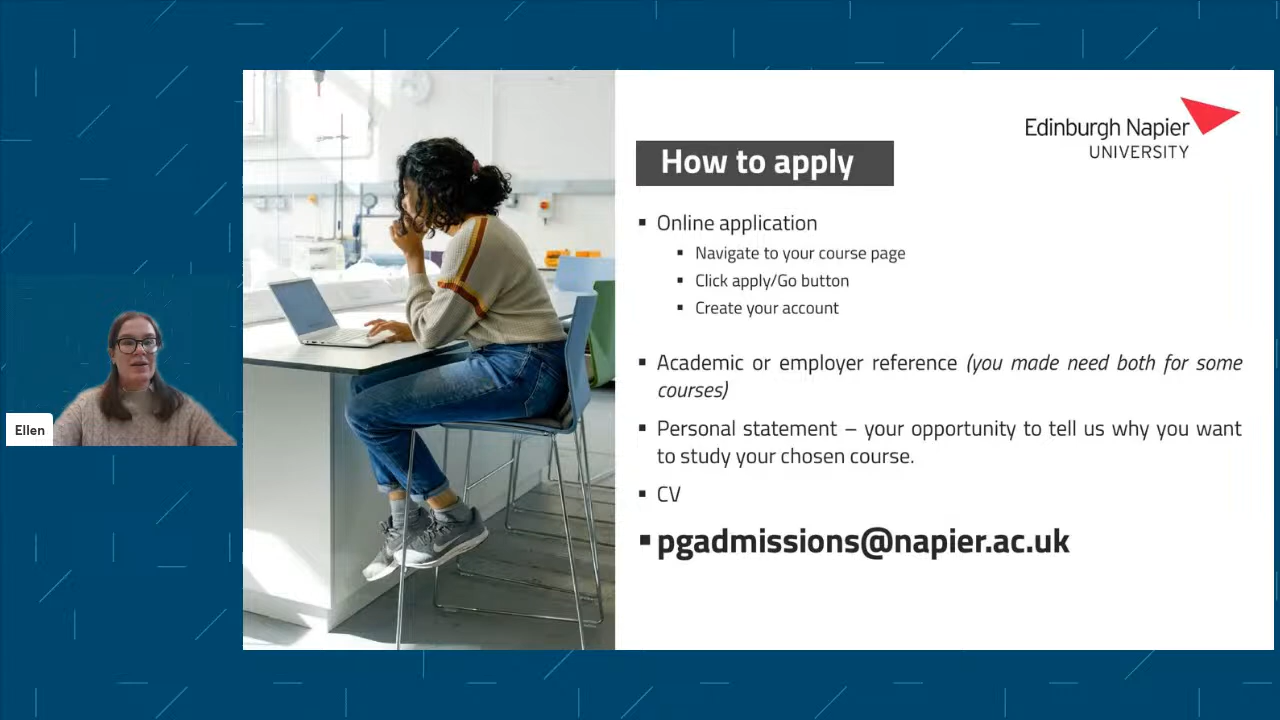 Edinburgh Napier
UNIVERSITY
How to apply
▪ Online application
▪ Navigate to your course page
▪ Click apply/Go button
▪ Create your account
▪ Academic or employer reference (you made need both for some
courses)
▪ Personal statement – your opportunity to tell us why you want
to study your chosen course.
▪ CV
▪ pgadmissions@napier.ac.uk
Ellen